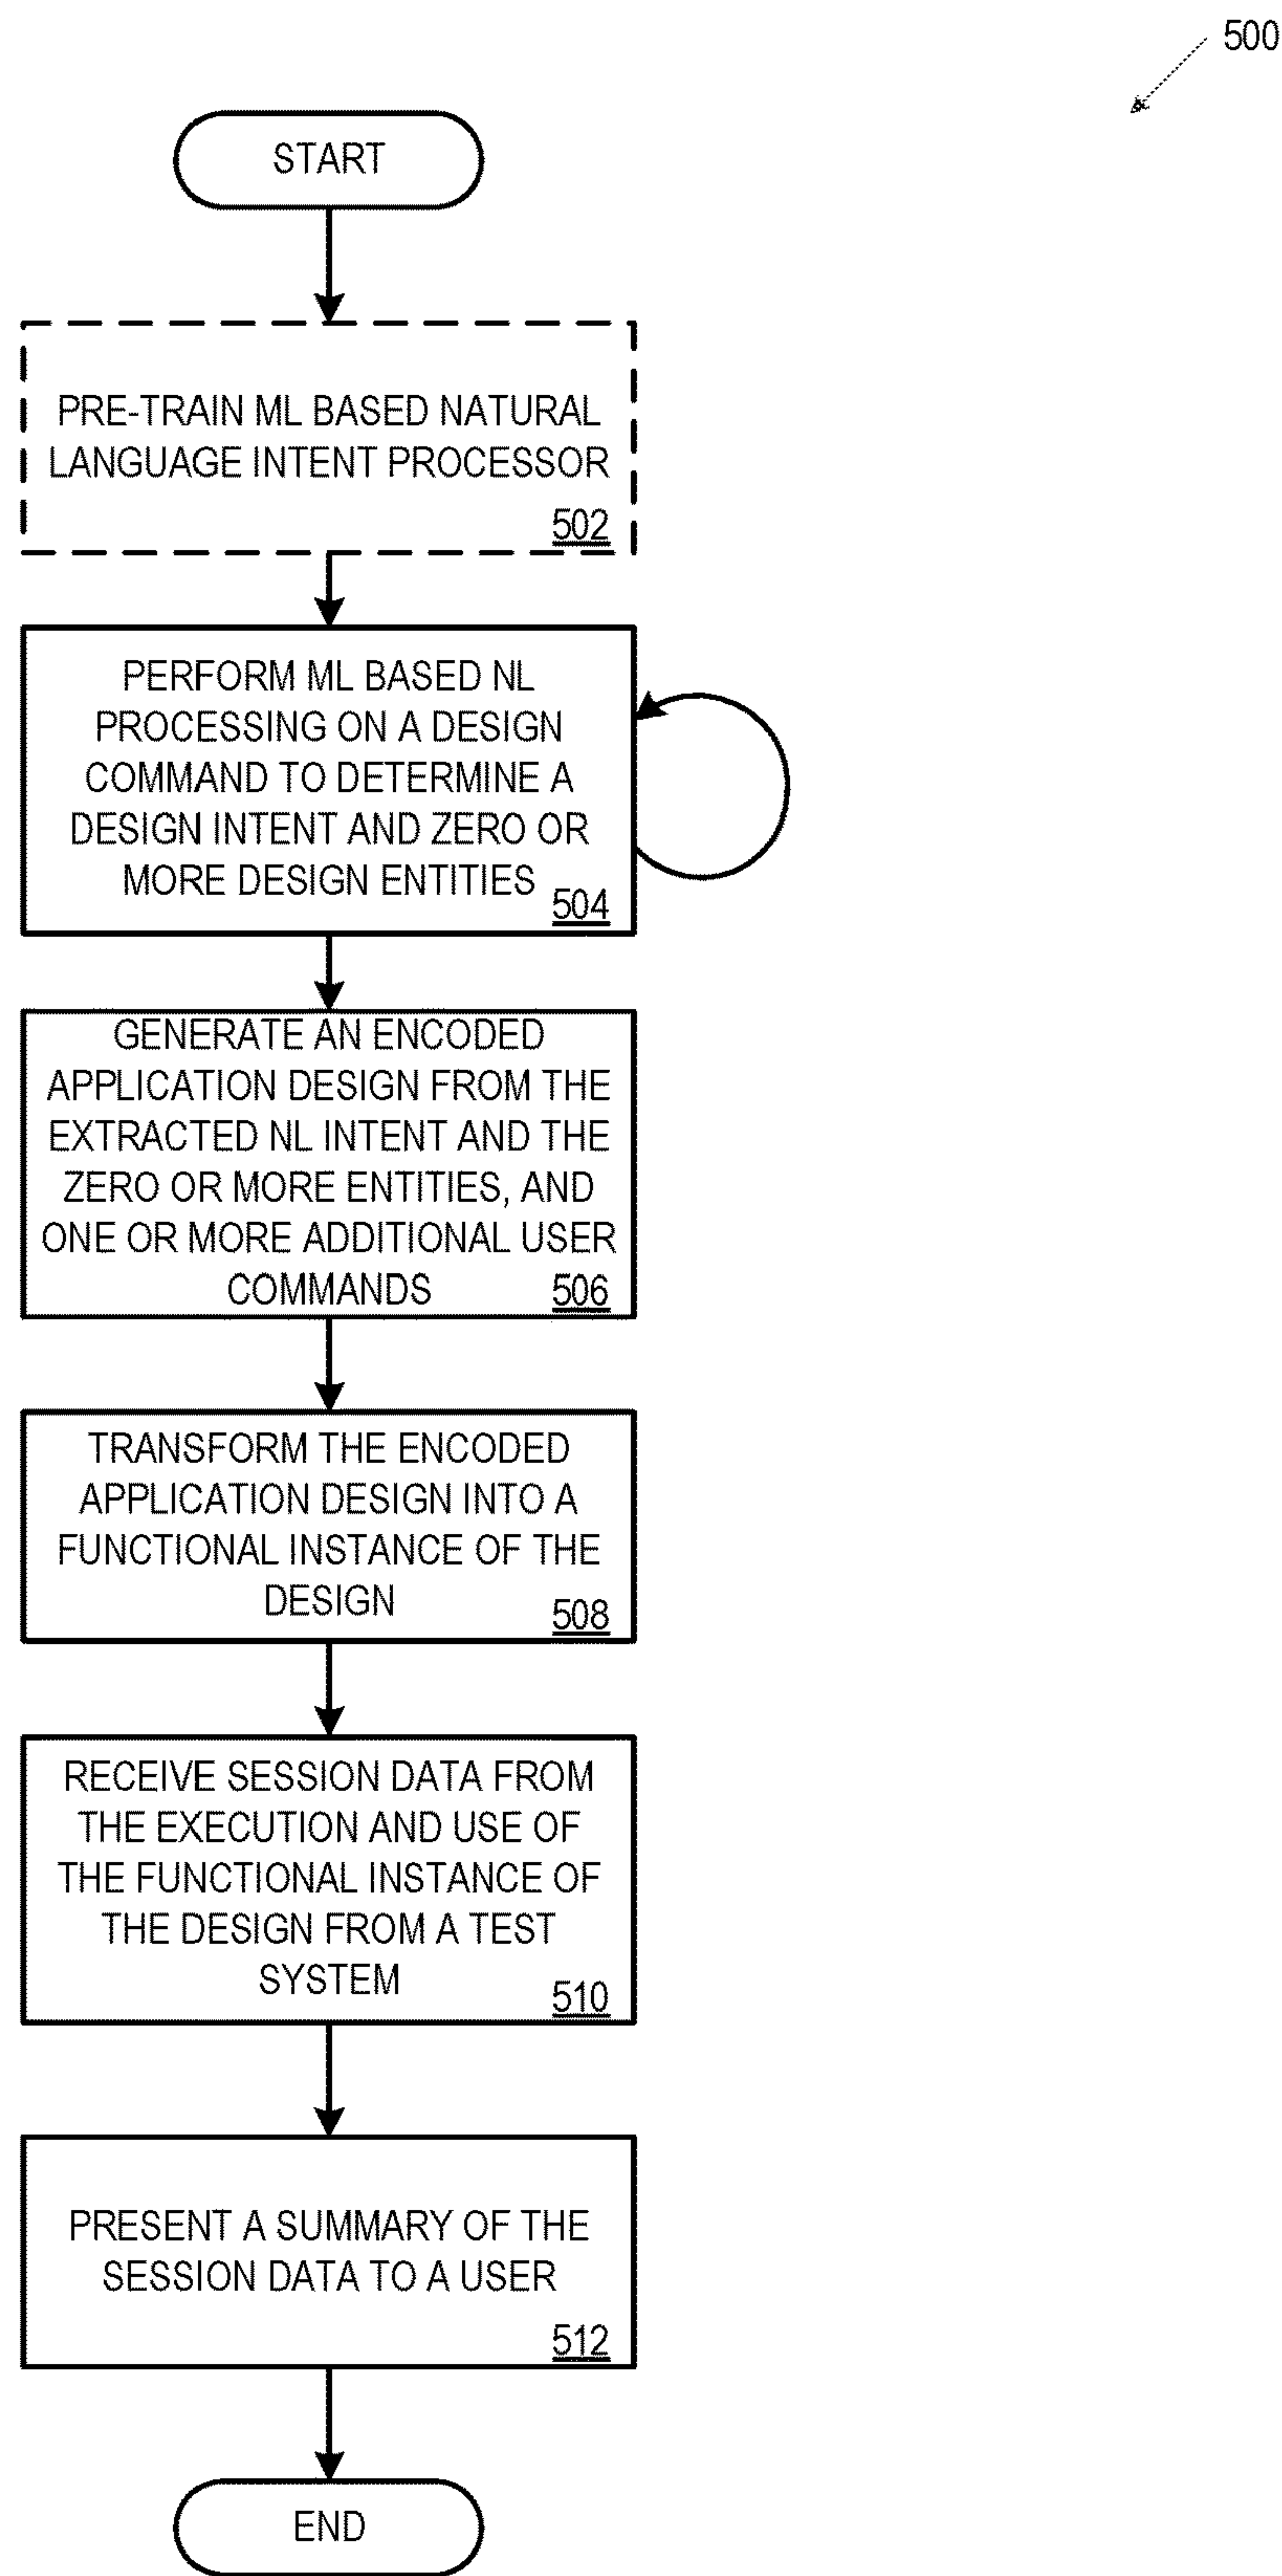 500
START
PRE-TRAIN ML BASED NATURAL
LANGUAGE INTENT PROCESSOR
502
PERFORM ML BASED NL
PROCESSING ON A DESIGN
COMMAND TO DETERMINE A
DESIGN INTENT AND ZERO OR
MORE DESIGN ENTITIES
504
GENERATE AN ENCODED
APPLICATION DESIGN FROM THE
EXTRACTED NL INTENT AND THE
ZERO OR MORE ENTITIES, AND
ONE OR MORE ADDITIONAL USER
COMMANDS
506
TRANSFORM THE ENCODED
APPLICATION DESIGN INTO A
FUNCTIONAL INSTANCE OF THE
DESIGN
508
RECEIVE SESSION DATA FROM
THE EXECUTION AND USE OF
THE FUNCTIONAL INSTANCE OF
THE DESIGN FROM A TEST
SYSTEM
510
PRESENT A SUMMARY OF THE
SESSION DATA TO A USER
512
END